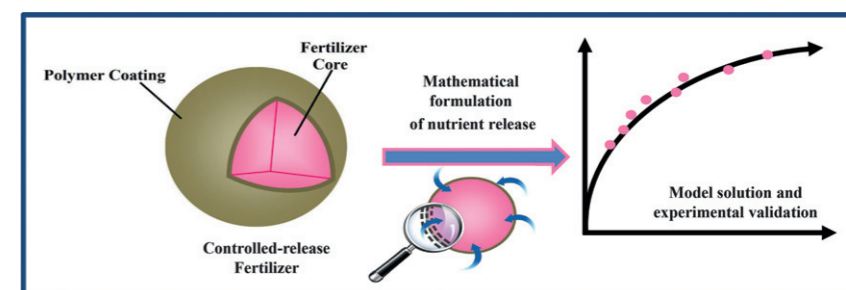 Polymer Coating
Fertilizer
Core
Controlled-release
Fertilizer
Mathematical
formulation
of nutrient release
Model solution and
experimental validation